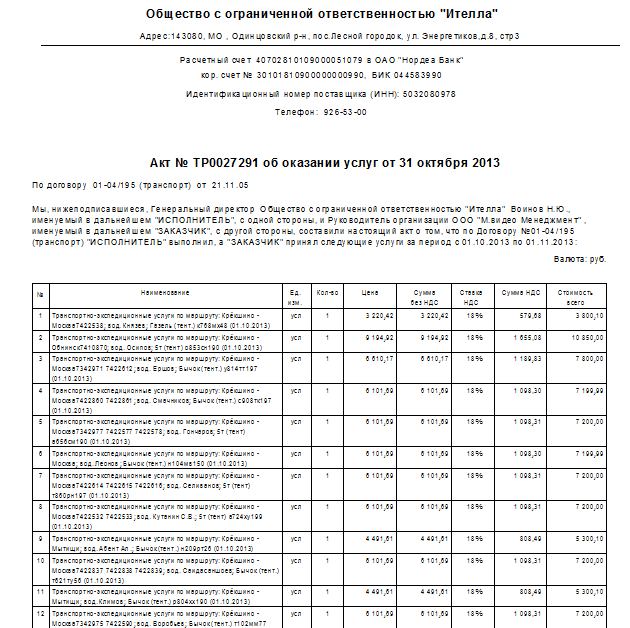 Общество с ограниченной ответственностью "Ителла"
Адрес:143080, МО , Одинцовский р-н, пос.Лесной городок, ул. Энергетиков,д.8, стр3
Расчетный счет 40702810109000051079 в ОАО "Нордеа Банк"
кор. счет № 30101810900000000990, БИК 044583990
Идентификационный номер поставщика (ИНН): 5032080978
Телефон: 926-53-00
Акт № ТР0027291 об оказании услуг от 31 октября 2013
По договору 01-04/195 (транспорт) от 21.11.05
Мы, нижеподписавшиеся, Генеральный директор Общество с ограниченной ответственностью "Ителла" Воинов Н.Ю.,
именуемый в дальнейшем "ИСПОЛНИТЕЛЬ", с одной стороны, и Руководитель организации ООО "М.видео Менеджмент" ,
именуемый в дальнейшем "ЗАКАЗЧИК", с другой стороны, составили настоящий акт о том, что по Договору №01-04/195
(транспорт) "ИСПОЛНИТЕЛЬ" выполнил, а "ЗАКАЗЧИК" принял следующие услуги за период с 01.10.2013 по 01.11.2013:
Валюта: руб.
№ Наименование Ед. изм. Кол-во Цена Сумма без НДС Ставка НДС Сумма НДС Стоимость всего
1 Транспортно-экспедиционные услуги по маршруту: Крёкшино - усл 1 3 220,42 3 220,42 18% 579,68 3 800,10
Москва7422538; вод. Князев; Газель (тент.) к768мх48 (01.10.2013)
2 Транспортно-экспедиционные услуги по маршруту: Крёкшино - усл 1 9 194,92 9 194,92 18% 1 655,08 10 850,00
Обнинск7410870; вод. Осипов; 5т (тент) о853сн190 (01.10.2013)
3 Транспортно-экспедиционные услуги по маршруту: Крёкшино - усл 1 6 610,17 6 610,17 18% 1 189,83 7 800,00
Москва7342971 7422612; вод. Ершов; Бычок (тент.) у814тт197
(01.10.2013)
4 Транспортно-экспедиционные услуги по маршруту: Крёкшино - усл 1 6 101,69 6 101,69 18% 1 098,30 7 199,99
Москва7422860 7422861; вод. Смачников; Бычок (тент.) с908тк197
(01.10.2013)
5 Транспортно-экспедиционные услуги по маршруту: Крёкшино - усл 1 6 101,69 6 101,69 18% 1 098,31 7 200,00
Москва7342977 7422577 7422578; вод. Гончаров; 5т (тент)
в656см190 (01.10.2013)
6 Транспортно-экспедиционные услуги по маршруту: Крёкшино - усл 1 6 101,69 6 101,69 18% 1 098,30 7 199,99
Москва; вод.Леонов; Бычок (тент.) н104мв150 (01.10.2013)
7 Транспортно-экспедиционные услуги по маршруту: Крёкшино - усл 1 6 101,69 6 101,69 18% 1 098,31 7 200,00
Москва7422614 7422615 7422616; вод. Селиванов; 5т (тент)
т860рн197 (01.10.2013)
8 Транспортно-экспедиционные услуги по маршруту: Крёкшино - усл 1 6 101,69 6 101,69 18% 1 098,31 7 200,00
Москва7422532 7422533; вод. Кутанин С.В.; 5т (тент) в724ху199
(01.10.2013)
9 Транспортно-экспедиционные услуги по маршруту: Крёкшино - усл 1 4 491,61 4 491,61 18% 808,49 5 300,10
Мытищи; вод. Абент Ал .; Бычок (тент.) н209рт26 (01.10.2013)
10 Транспортно-экспедиционные услуги по маршруту: Крёкшино - усл 1 6 101,69 6 101,69 18% 1 098,31 7 200,00
Москва7422837 7422838 7422839; вод. Свидасашцов; Бычок (тент.)
т621ту56 (01.10.2013)
11 Транспортно-экспедиционные услуги по маршруту: Крёкшино - усл 1 4 491,61 4 491,61 18% 808,49 5 300,10
Мытищи; вод.Климов; Бычок (тент.) р804хх190 (01.10.2013)
12 Транспортно-экспедиционные услуги по маршруту: Крёкшино - усл 1 6 101,69 6 101,69 18% 1 098,31 7 200,00
Москва7422975 7422590; вод. Воробьев; Бычок (тент.) т102мм77